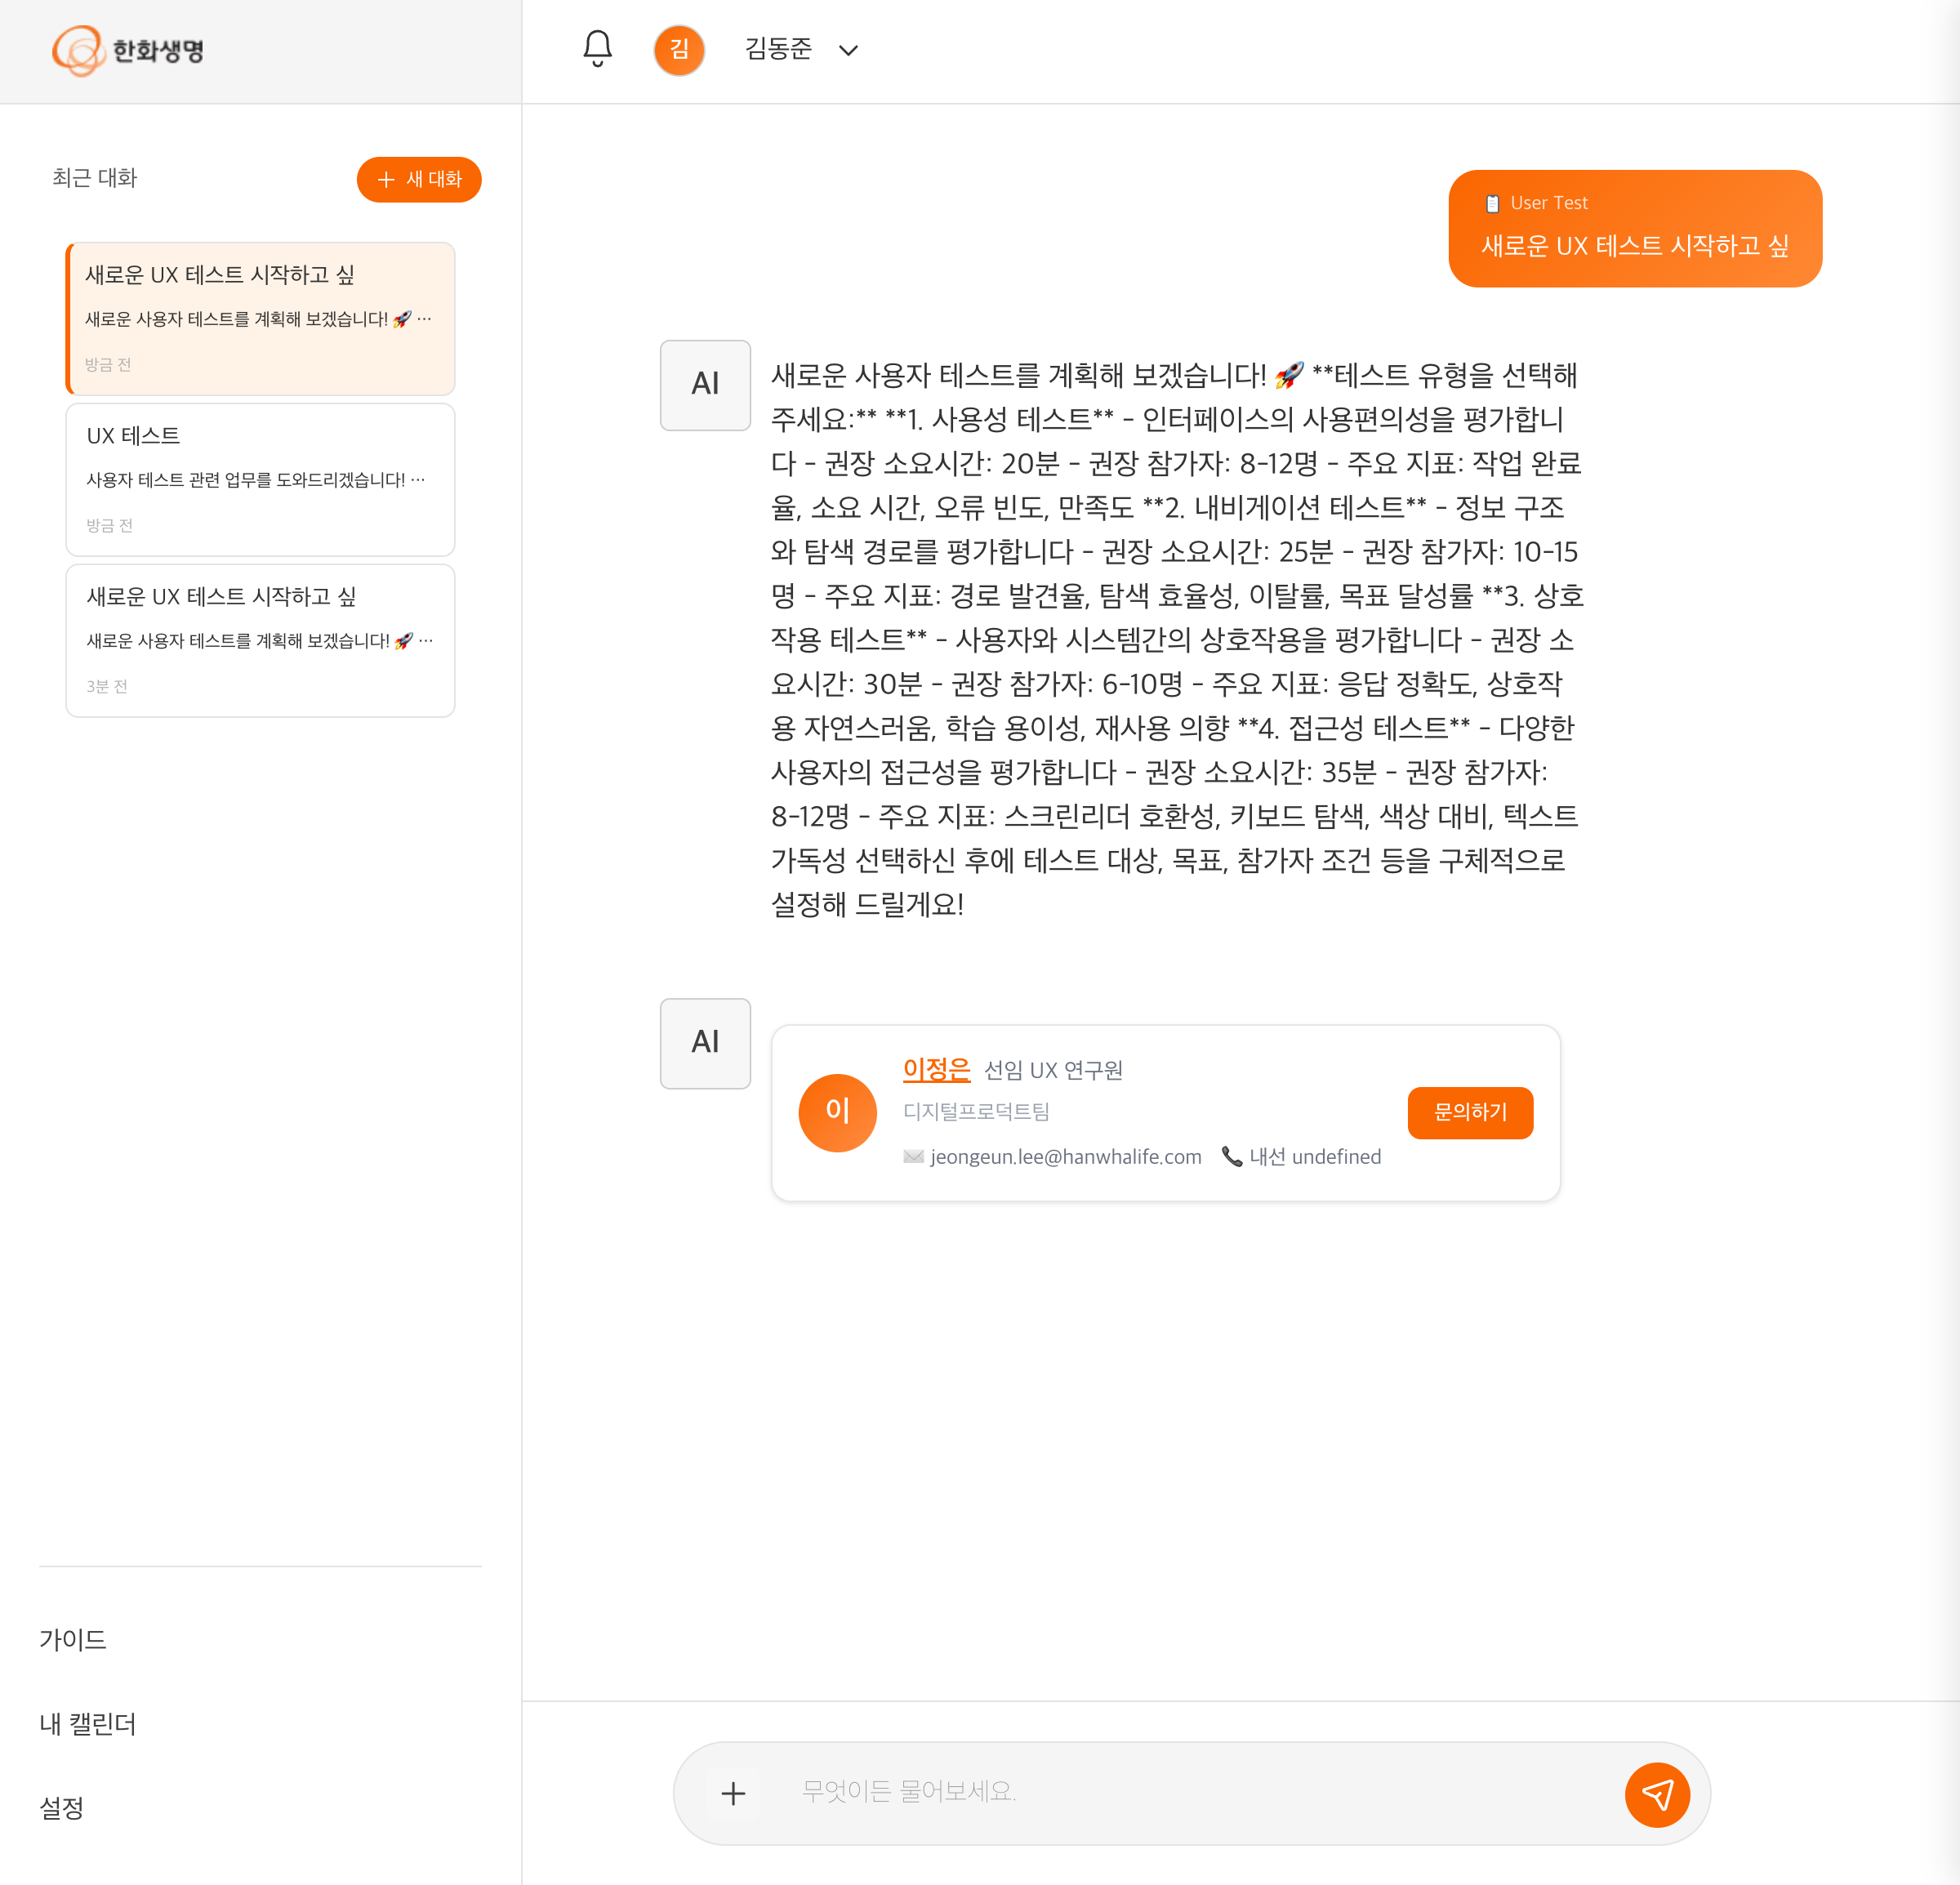 한화생명
김
김동준
최근 대화
+ 새 대화
새로운 UX 테스트 시작하고 싶
새로운 사용자 테스트를 계획해 보겠습니다! 🚀 ...
방금 전
UX 테스트
사용자 테스트 관련 업무를 도와드리겠습니다! ...
방금 전
새로운 UX 테스트 시작하고 싶
새로운 사용자 테스트를 계획해 보겠습니다! 🚀 ...
3분 전
가이드
내 캘린더
설정
📋 User Test
새로운 UX 테스트 시작하고 싶
AI
새로운 사용자 테스트를 계획해 보겠습니다! 🚀 **테스트 유형을 선택해
주세요:** **1. 사용성 테스트** - 인터페이스의 사용편의성을 평가합니
다 - 권장 소요시간: 20분 - 권장 참가자: 8-12명 - 주요 지표: 작업 완료
율, 소요 시간, 오류 빈도, 만족도 **2. 내비게이션 테스트** - 정보 구조
와 탐색 경로를 평가합니다 - 권장 소요시간: 25분 - 권장 참가자: 10-15
명 - 주요 지표: 경로 발견율, 탐색 효율성, 이탈률, 목표 달성률 **3. 상호
작용 테스트** - 사용자와 시스템간의 상호작용을 평가합니다 - 권장 소
요시간: 30분 - 권장 참가자: 6-10명 - 주요 지표: 응답 정확도, 상호작
용 자연스러움, 학습 용이성, 재사용 의향 **4. 접근성 테스트** - 다양한
사용자의 접근성을 평가합니다 - 권장 소요시간: 35분 - 권장 참가자:
8-12명 - 주요 지표: 스크린리더 호환성, 키보드 탐색, 색상 대비, 텍스트
가독성 선택하신 후에 테스트 대상, 목표, 참가자 조건 등을 구체적으로
설정해 드릴게요!
AI
이
이정은 선임 UX 연구원
디지털프로덕트팀
✉️ jeongeun.lee@hanwhalife.com 📞 내선 undefined
문의하기
무엇이든 물어보세요.